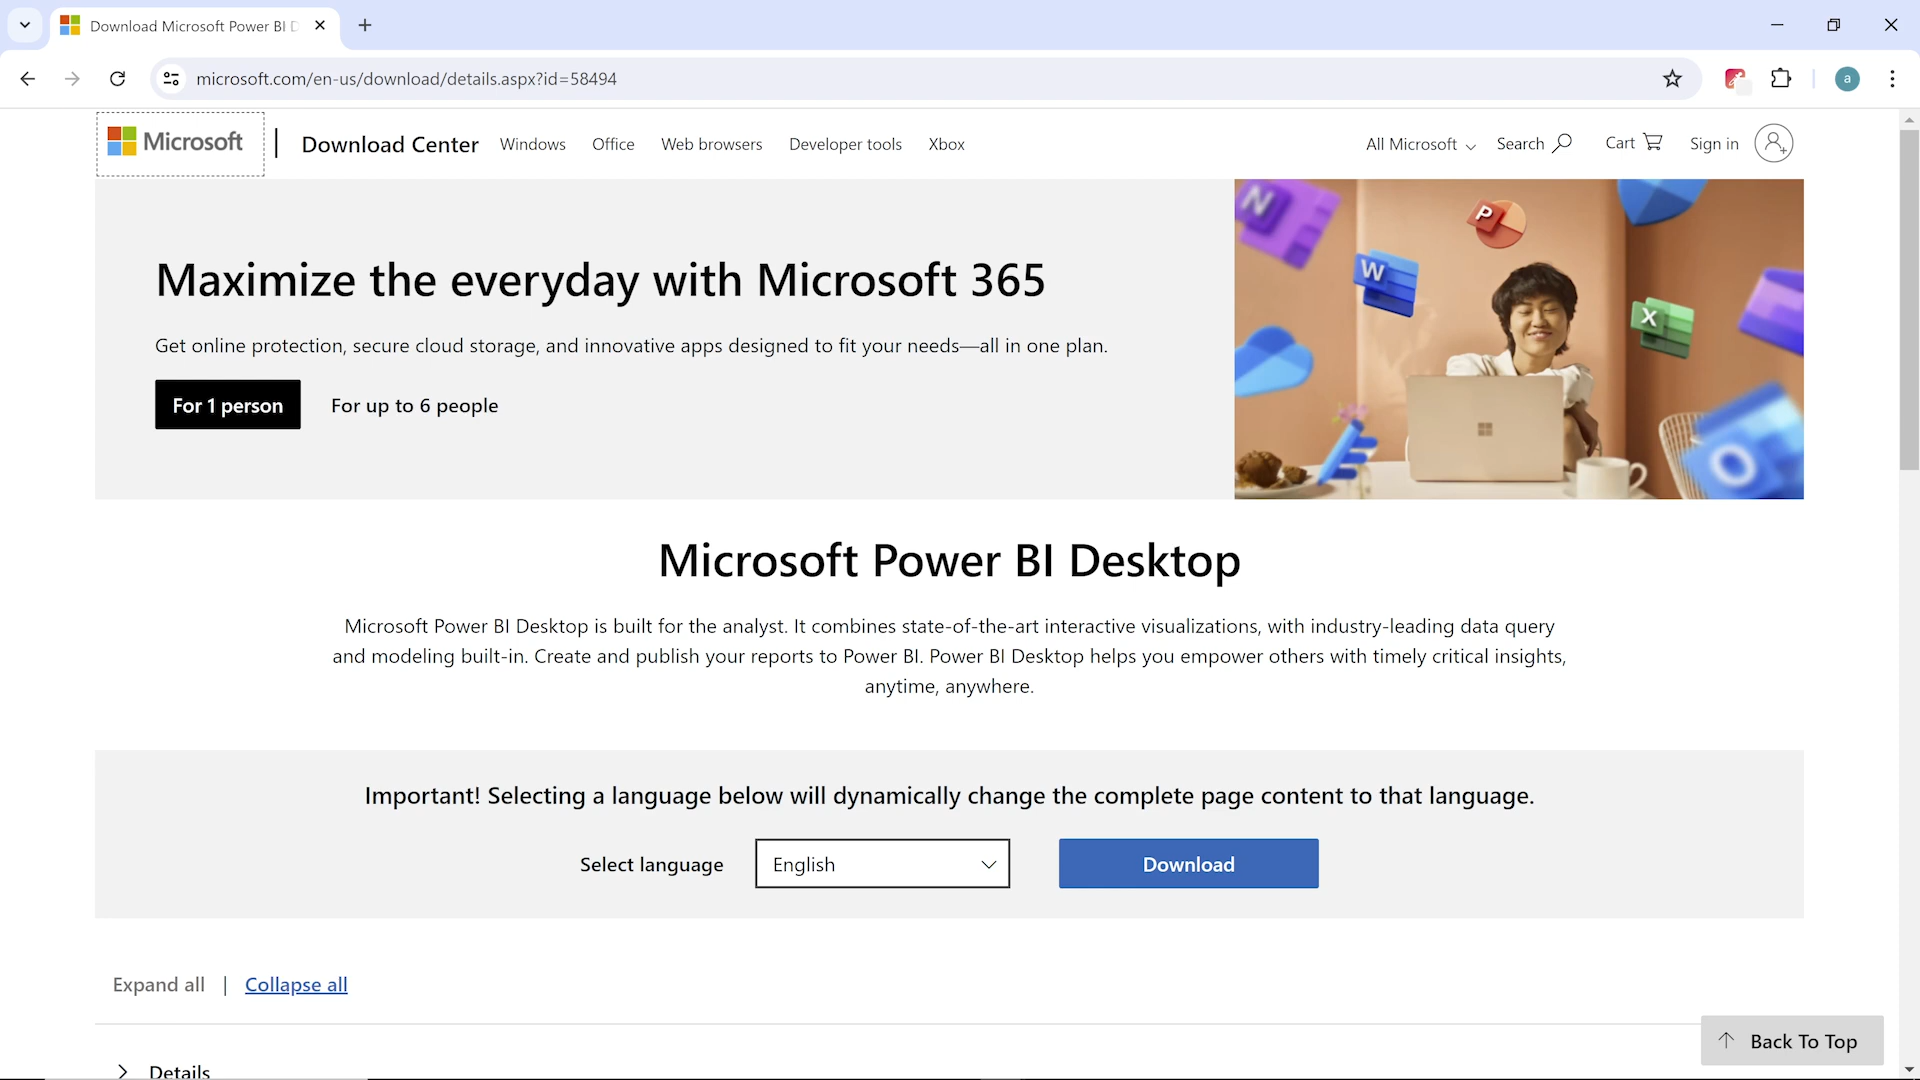 Download Microsoft Power BI D
microsoft.com/en-us/download/details.aspx?id=58494
a
Microsoft
Download Center
Windows
Office
Web browsers
Developer tools
Xbox
All Microsoft
Search
Cart
Sign in
Maximize the everyday with Microsoft 365
Get online protection, secure cloud storage, and innovative apps designed to fit your needs—all in one plan.
For 1 person
For up to 6 people
N
P
W
X
O
Microsoft Power BI Desktop
Microsoft Power BI Desktop is built for the analyst. It combines state-of-the-art interactive visualizations, with industry-leading data query
and modeling built-in. Create and publish your reports to Power BI. Power BI Desktop helps you empower others with timely critical insights,
anytime, anywhere.
Important! Selecting a language below will dynamically change the complete page content to that language.
Select language
English
Download
Expand all | Collapse all
Back To Top
Details